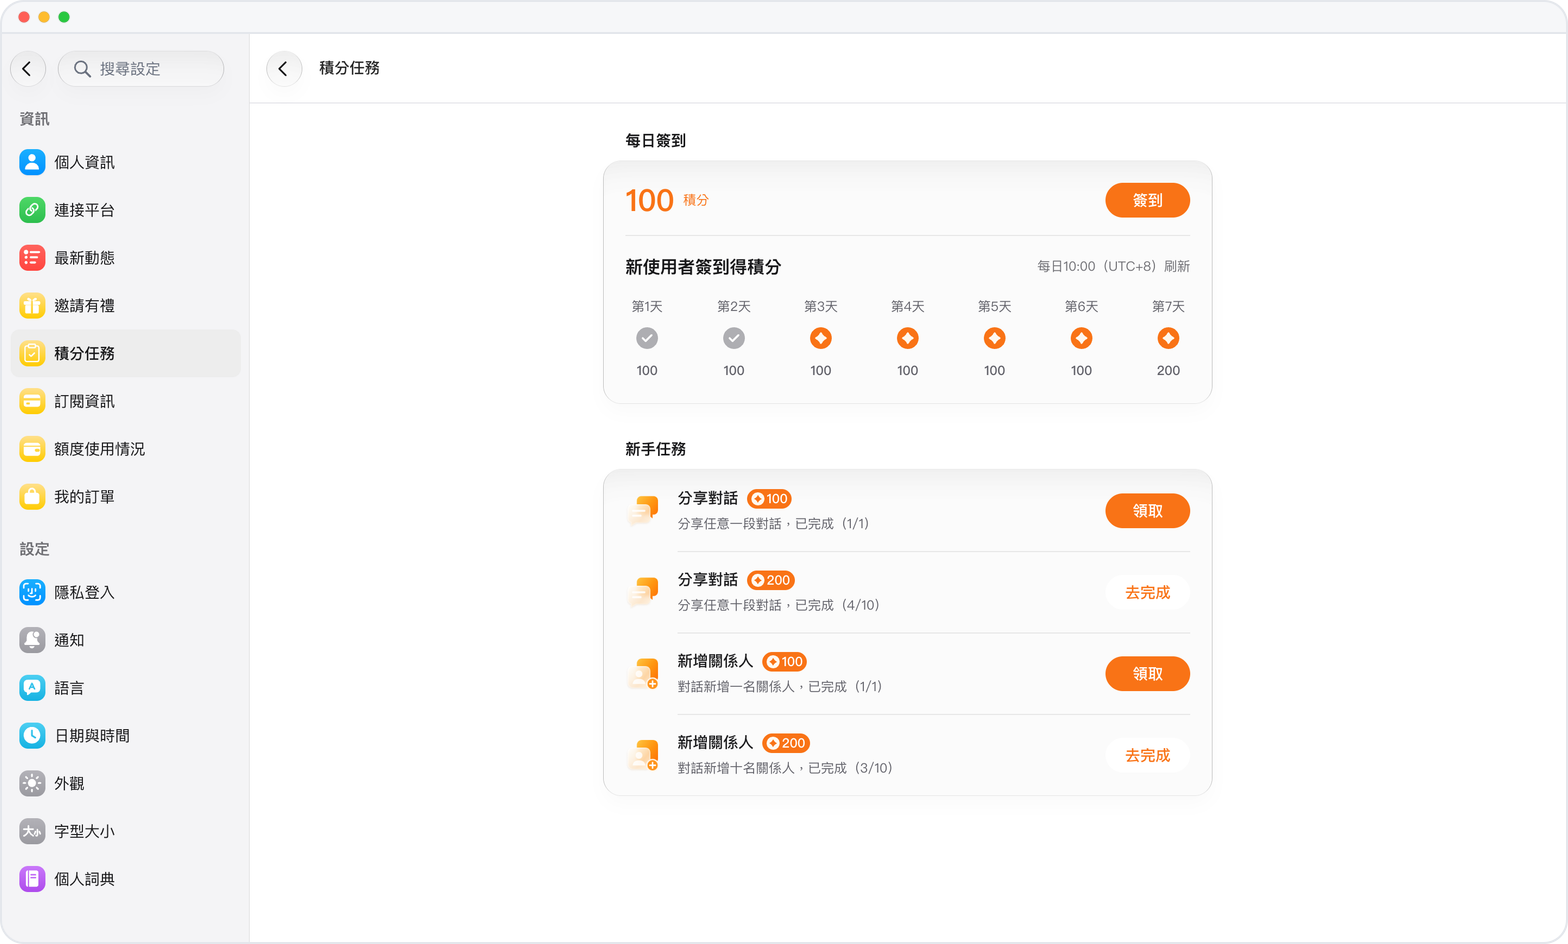 搜尋設定
積分任務
資訊
個人資訊
連接平台
最新動態
邀請有禮
積分任務
訂閱資訊
額度使用情況
我的訂單
設定
隱私登入
通知
A 語言
日期與時間
外觀
大小 字型大小
個人詞典
每日簽到
100 積分 簽到
新使用者簽到得積分 每日10:00（UTC+8）刷新
第1天 第2天 第3天 第4天 第5天 第6天 第7天
100 100 100 100 100 100 200
新手任務
分享對話 100
分享任意一段對話，已完成（1/1）
領取
分享對話 200
分享任意十段對話，已完成（4/10）
去完成
新增關係人 100
對話新增一名關係人，已完成（1/1）
領取
新增關係人 200
對話新增十名關係人，已完成（3/10）
去完成